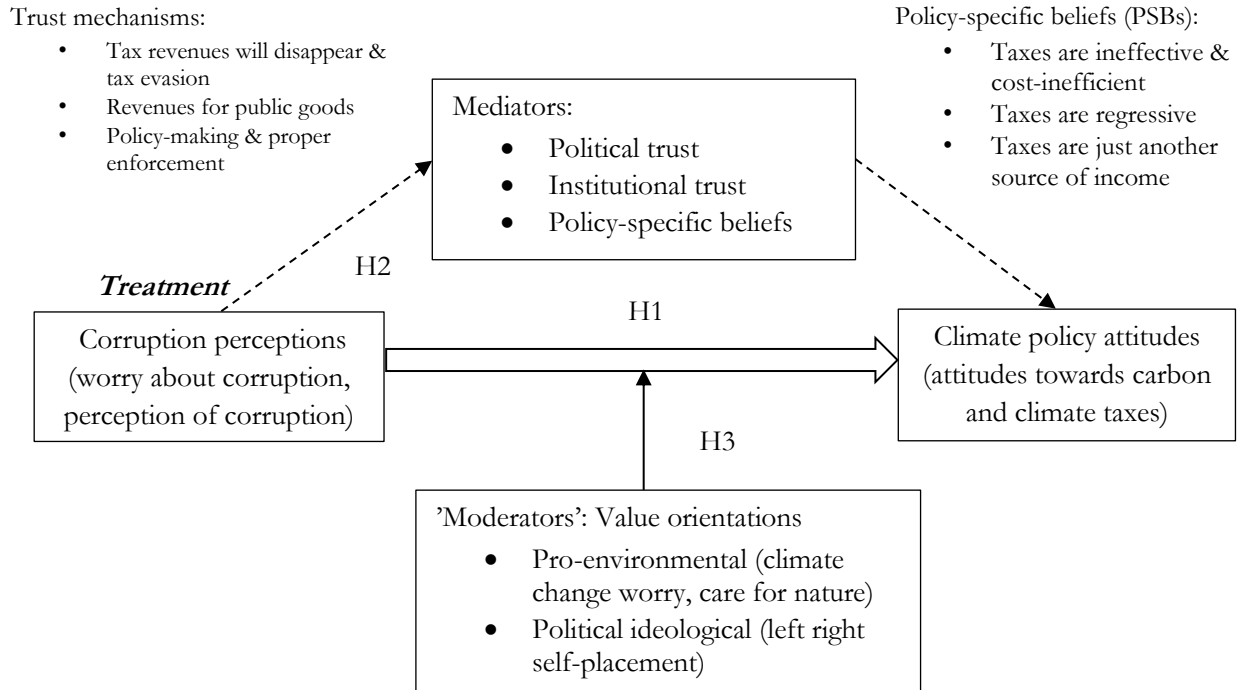 Trust mechanisms:
• Tax revenues will disappear &
tax evasion
• Revenues for public goods
• Policy-making & proper
enforcement
Policy-specific beliefs (PSBs):
• Taxes are ineffective &
cost-inefficient
• Taxes are regressive
• Taxes are just another
source of income
Mediators:
• Political trust
• Institutional trust
• Policy-specific beliefs
H2
Treatment
H1
Corruption perceptions
(worry about corruption,
perception of corruption)
Climate policy attitudes
(attitudes towards carbon
and climate taxes)
H3
’Moderators’: Value orientations
• Pro-environmental (climate
change worry, care for nature)
• Political ideological (left right
self-placement)